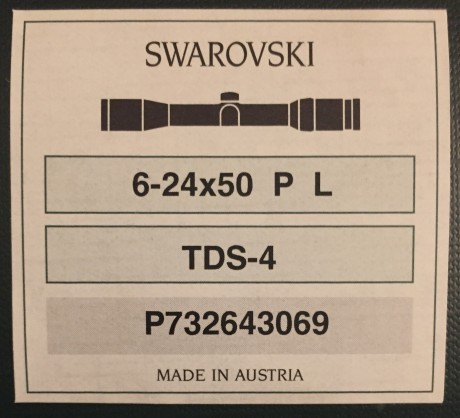 SWAROVSKI
6-24x50 P L
TDS-4
P732643069
MADE IN AUSTRIA